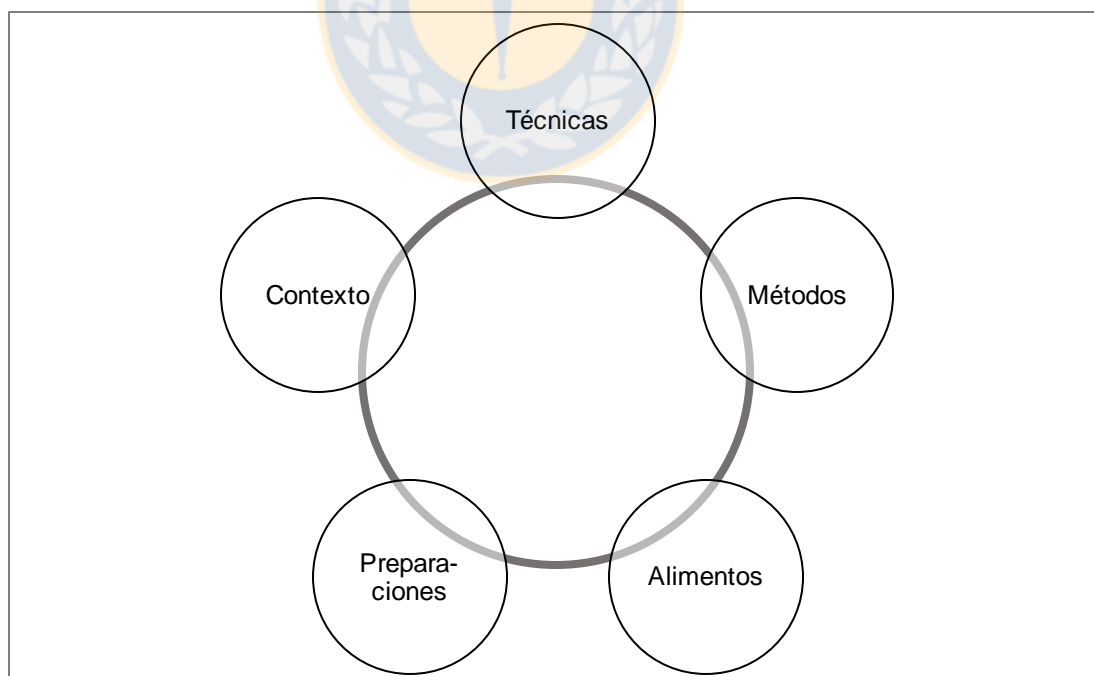 Técnicas
Contexto
Métodos
Prepara-
ciones
Alimentos